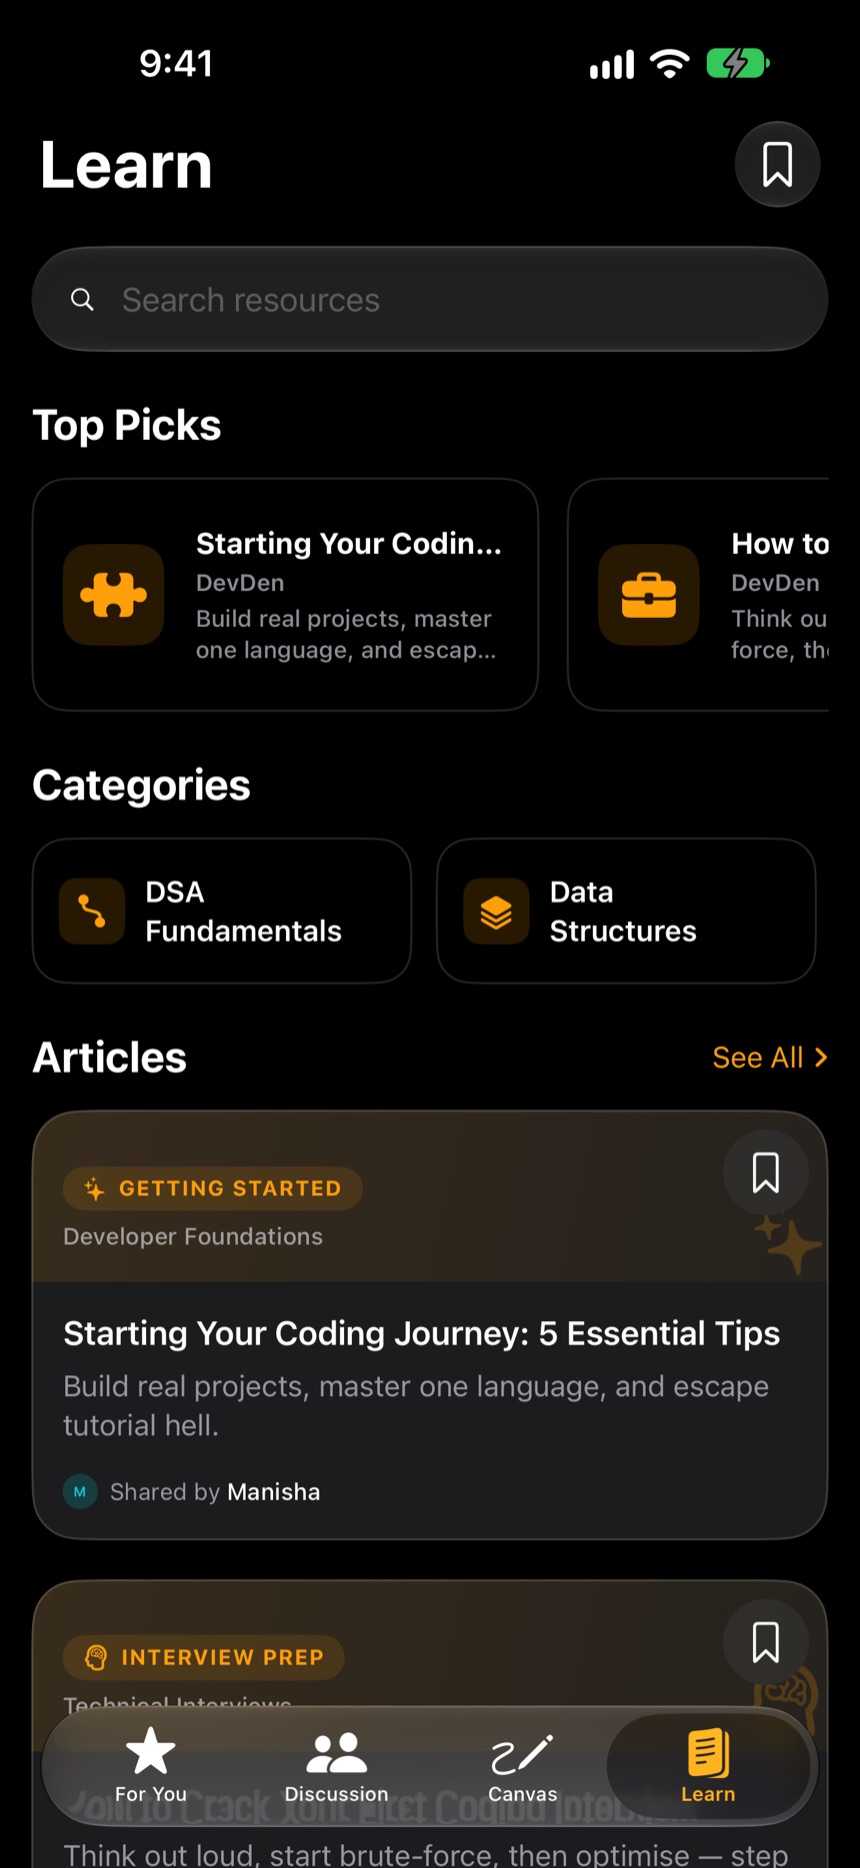 9:41
Learn
Search resources
Top Picks
Starting Your Codin...
DevDen
Build real projects, master
one language, and escap...
How to
DevDen
Think ou
force, th
Categories
DSA
Fundamentals
Data
Structures
Articles
See All
GETTING STARTED
Developer Foundations
Starting Your Coding Journey: 5 Essential Tips
Build real projects, master one language, and escape
tutorial hell.
M
Shared by Manisha
INTERVIEW PREP
Technical Interviews
For You
Discussion
Canvas
Learn
Think out loud, start brute-force, then optimise — step